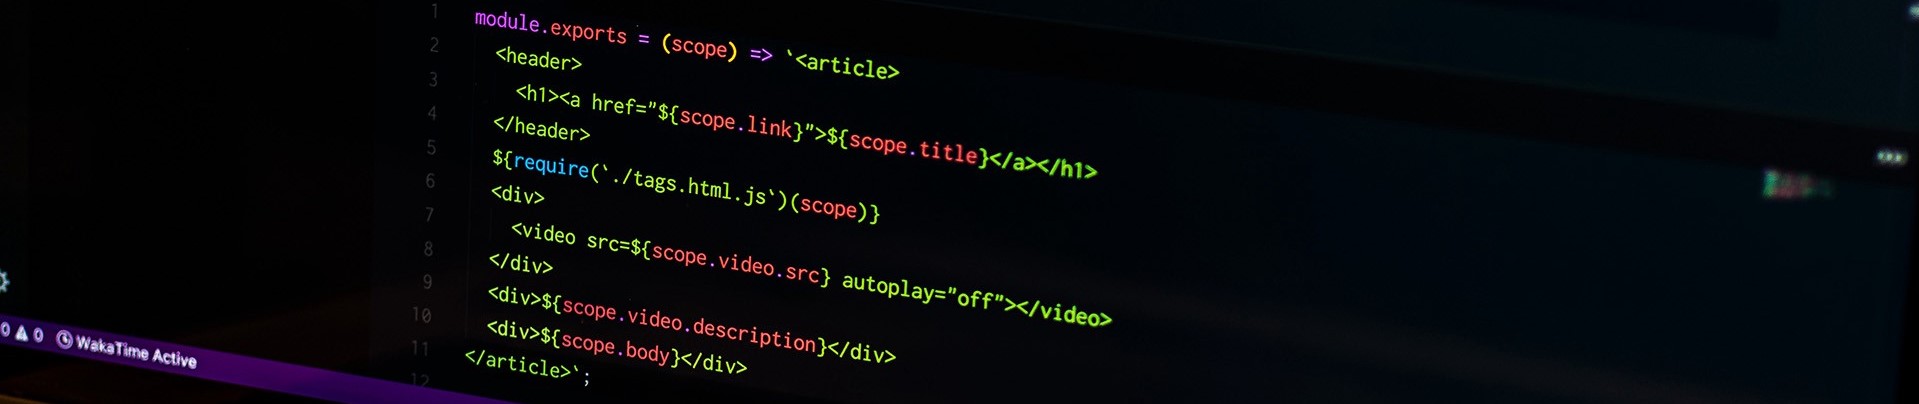 1 module.exports = (scope) => `<article>
2 <header>
3 <h1><a href="${scope.link}">${scope.title}</a></h1>
4 </header>
5 ${require(`./tags.html.js`)(scope)}
6 <div>
7 <video src=${scope.video.src} autoplay="off"></video>
8 </div>
9 <div>${scope.video.description}</div>
10 <div>${scope.body}</div>
11 </article>`;
12
0 0 WakaTime Active